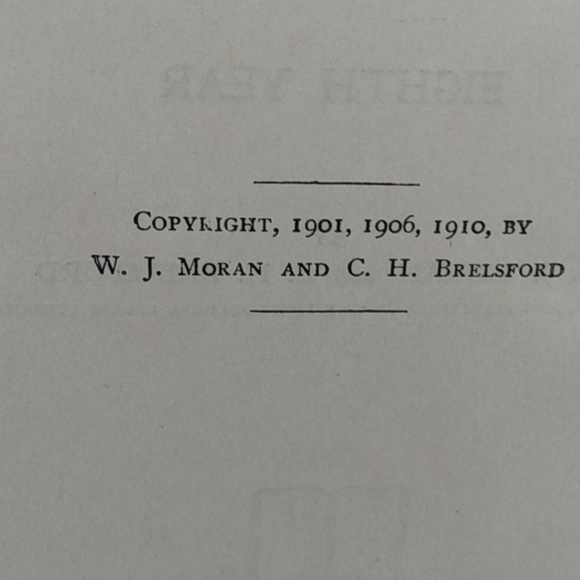 Copyright, 1901, 1906, 1910, by
W. J. Moran and C. H. Brelsford